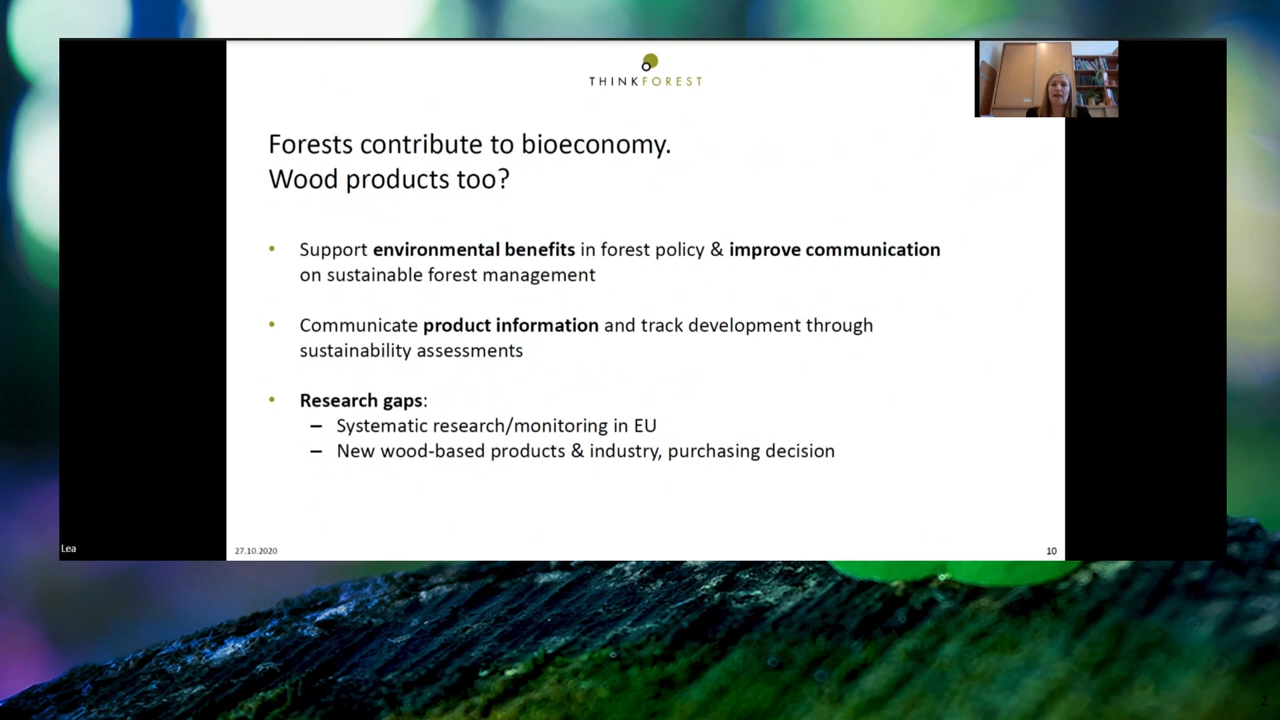 THINKFOREST
Forests contribute to bioeconomy.
Wood products too?
• Support environmental benefits in forest policy & improve communication
on sustainable forest management
• Communicate product information and track development through
sustainability assessments
• Research gaps:
– Systematic research/monitoring in EU
– New wood-based products & industry, purchasing decision
Lea
27.10.2020
10
2